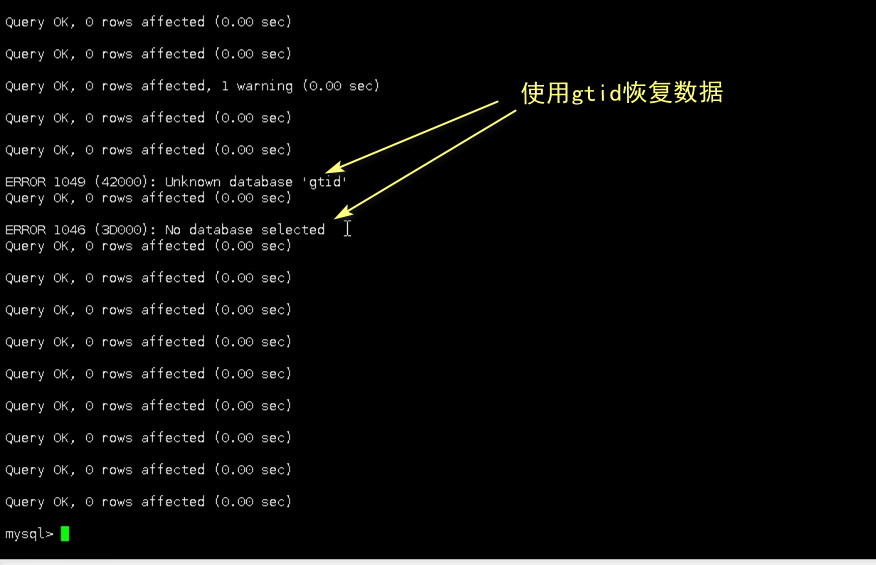 Query OK, 0 rows affected (0.00 sec)
Query OK, 0 rows affected (0.00 sec)
Query OK, 0 rows affected, 1 warning (0.00 sec)
使用gtid恢复数据
Query OK, 0 rows affected (0.00 sec)
Query OK, 0 rows affected (0.00 sec)
ERROR 1049 (42000): Unknown database 'gtid'
Query OK, 0 rows affected (0.00 sec)
ERROR 1046 (3D000): No database selected
Query OK, 0 rows affected (0.00 sec)
Query OK, 0 rows affected (0.00 sec)
Query OK, 0 rows affected (0.00 sec)
Query OK, 0 rows affected (0.00 sec)
Query OK, 0 rows affected (0.00 sec)
Query OK, 0 rows affected (0.00 sec)
Query OK, 0 rows affected (0.00 sec)
Query OK, 0 rows affected (0.00 sec)
Query OK, 0 rows affected (0.00 sec)
mysql>